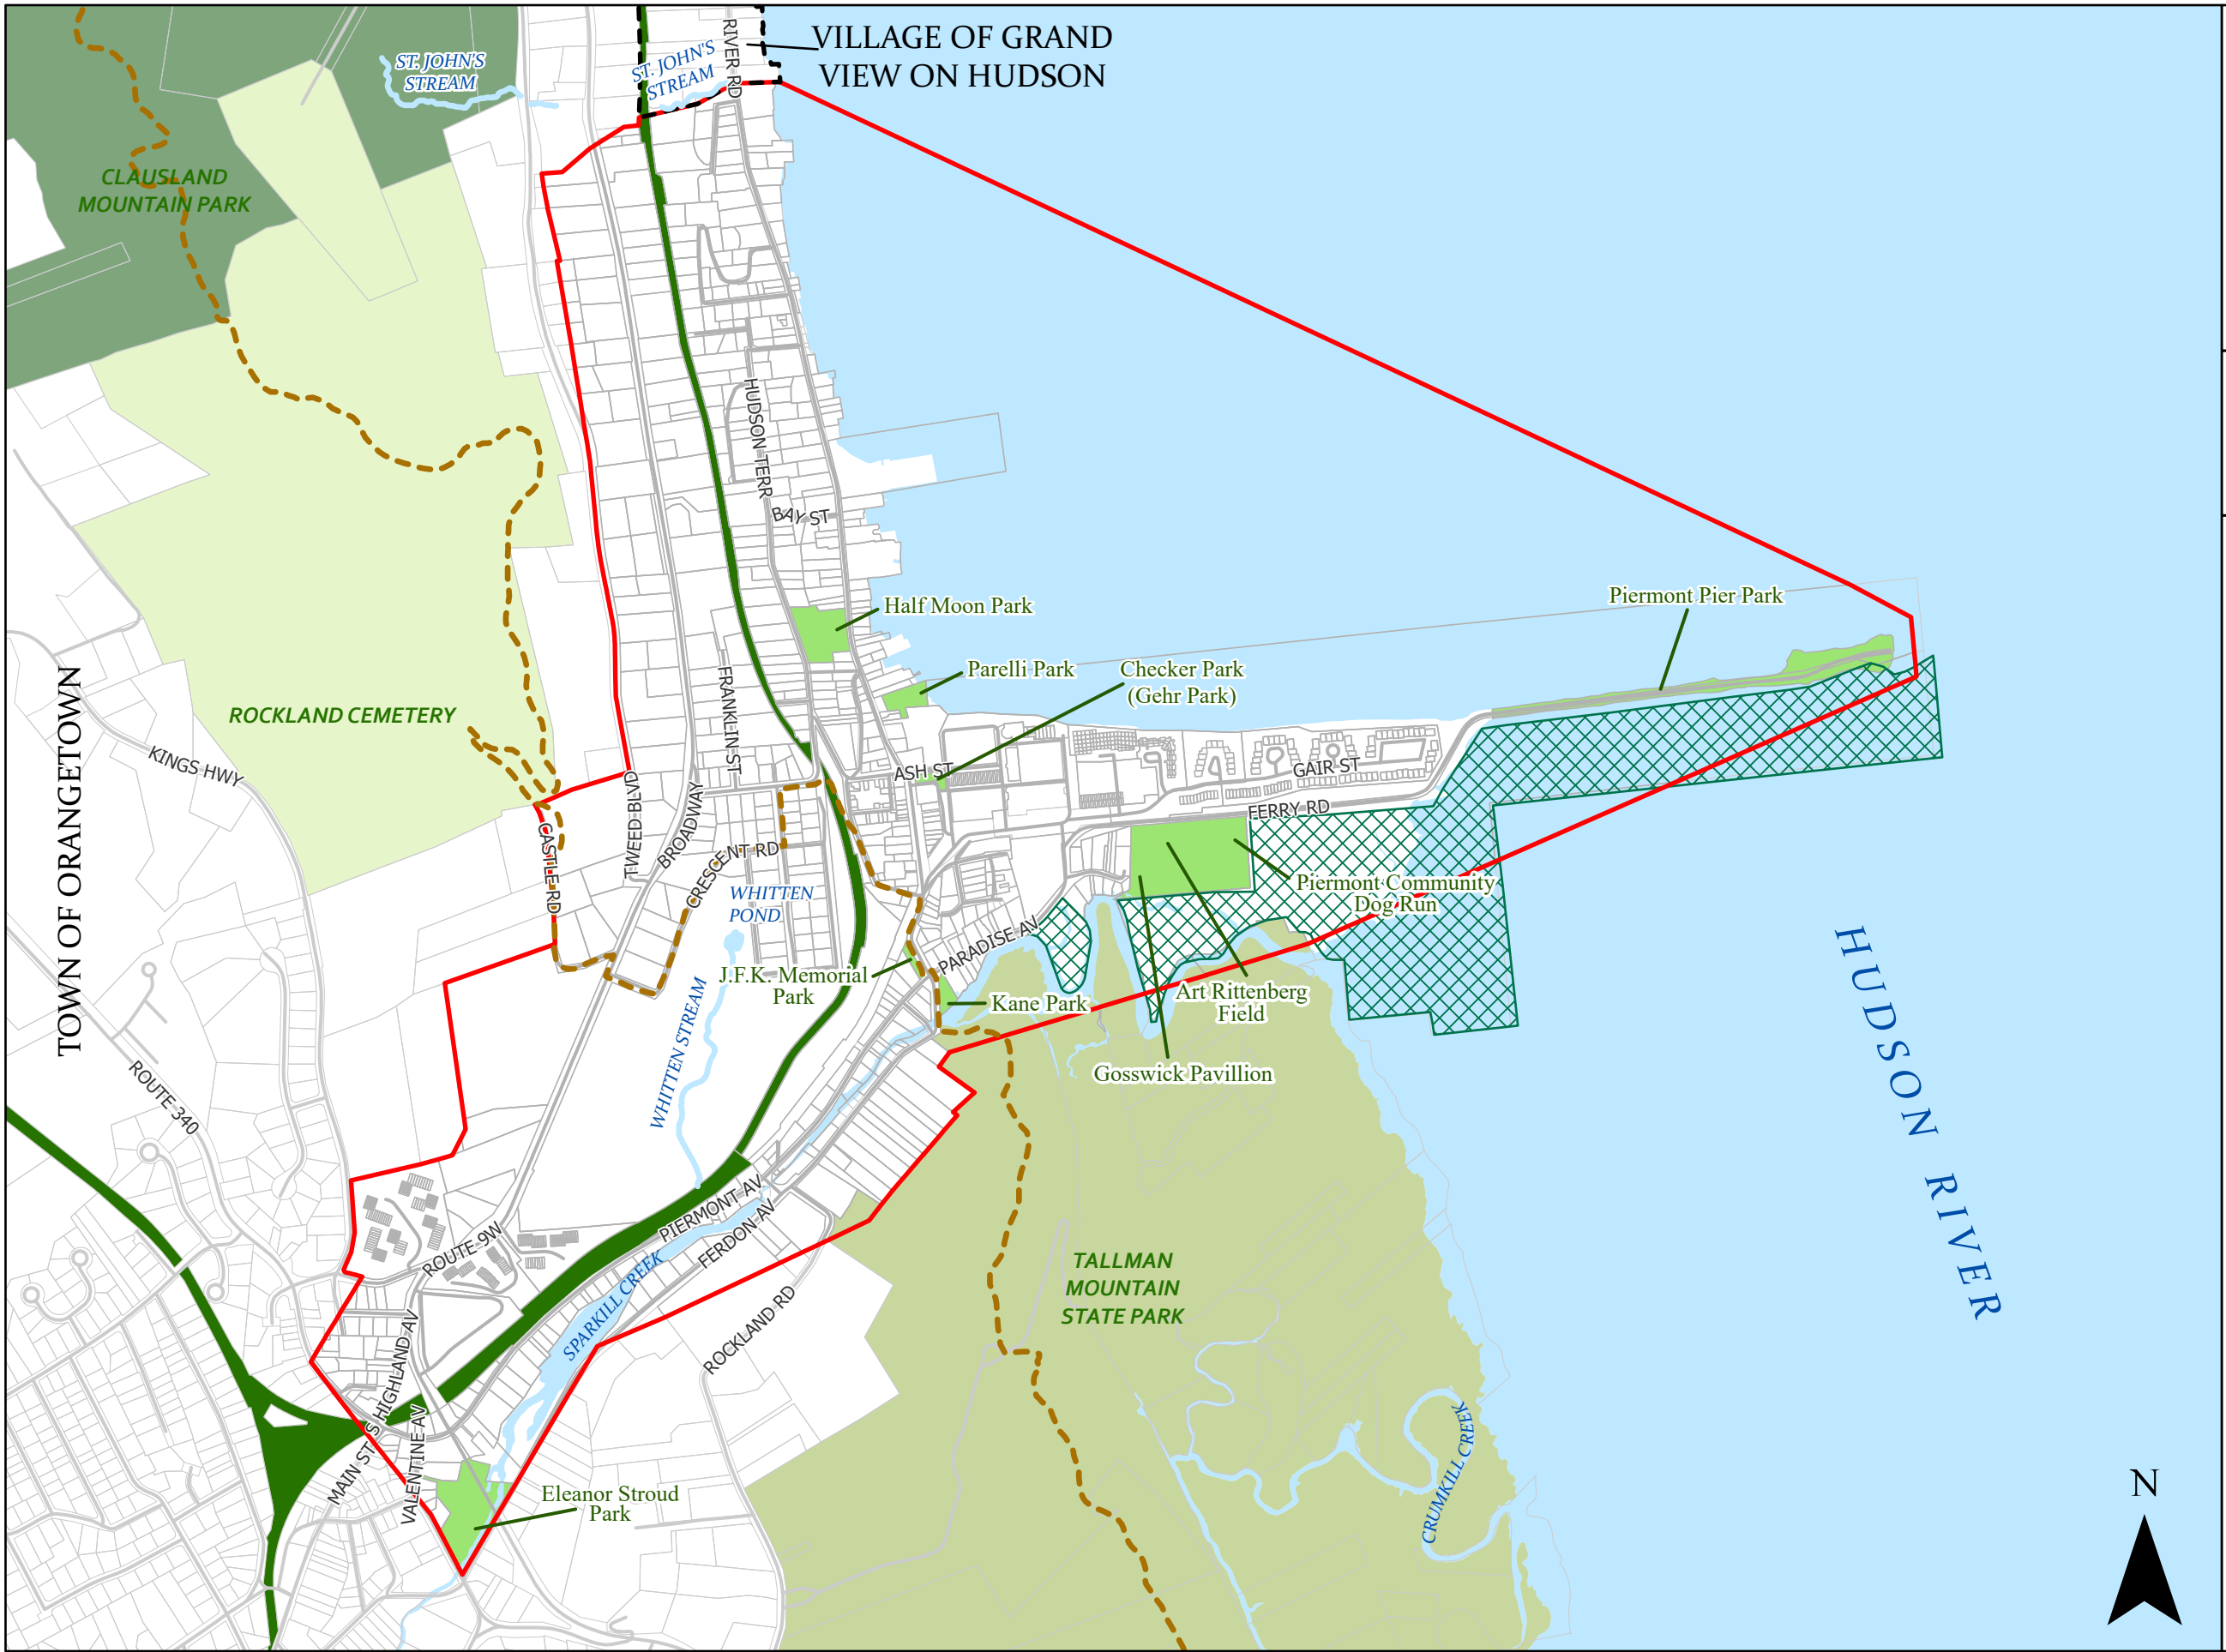 VILLAGE OF GRAND
VIEW ON HUDSON
RIVER RD
ST. JOHN'S
STREAM
ST. JOHN'S
STREAM
CLAUSLAND
MOUNTAIN PARK
HUDSON TERR
BAY ST
Half Moon Park
Piermont Pier Park
Parelli Park
Checker Park
(Gehr Park)
FRANKLIN ST
ROCKLAND CEMETERY
TOWN OF ORANGETOWN
KINGS HWY
ASH ST
GAIR ST
FERRY RD
TWEED BLVD
BROADWAY
CASTLE RD
CRESCENT RD
WHITTEN
POND
Piermont Community
Dog Run
PARADISE AV
J.F.K. Memorial
Park
Kane Park
Art Rittenberg
Field
Gosswick Pavillion
WHITTEN STREAM
ROUTE 340
HUDSON RIVER
PIERMONT AV
FERDON AV
ROUTE 9W
SPARKILL CREEK
ROCKLAND RD
TALLMAN
MOUNTAIN
STATE PARK
S HIGHLAND AV
MAIN ST
VALENTINE AV
CRUMKILL CREEK
Eleanor Stroud
Park
N